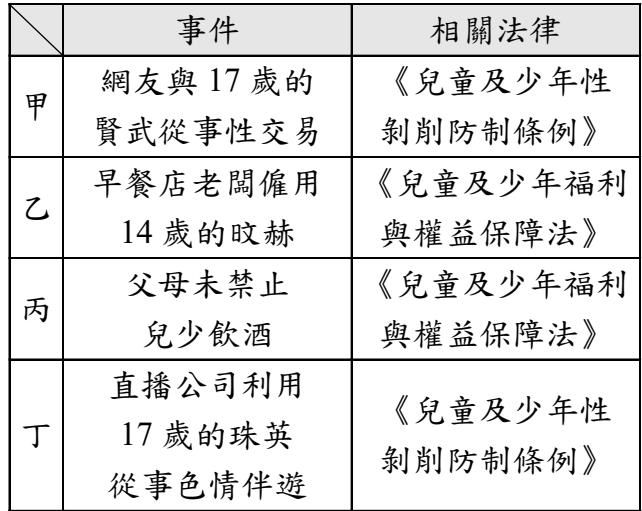 事件
相關法律
甲
網友與 17 歲的
賢武從事性交易
《兒童及少年性
剝削防制條例》
乙
早餐店老闆僱用
14 歲的旼赫
《兒童及少年福利
與權益保障法》
丙
父母未禁止
兒少飲酒
《兒童及少年福利
與權益保障法》
丁
直播公司利用
17 歲的珠英
從事色情伴遊
《兒童及少年性
剝削防制條例》